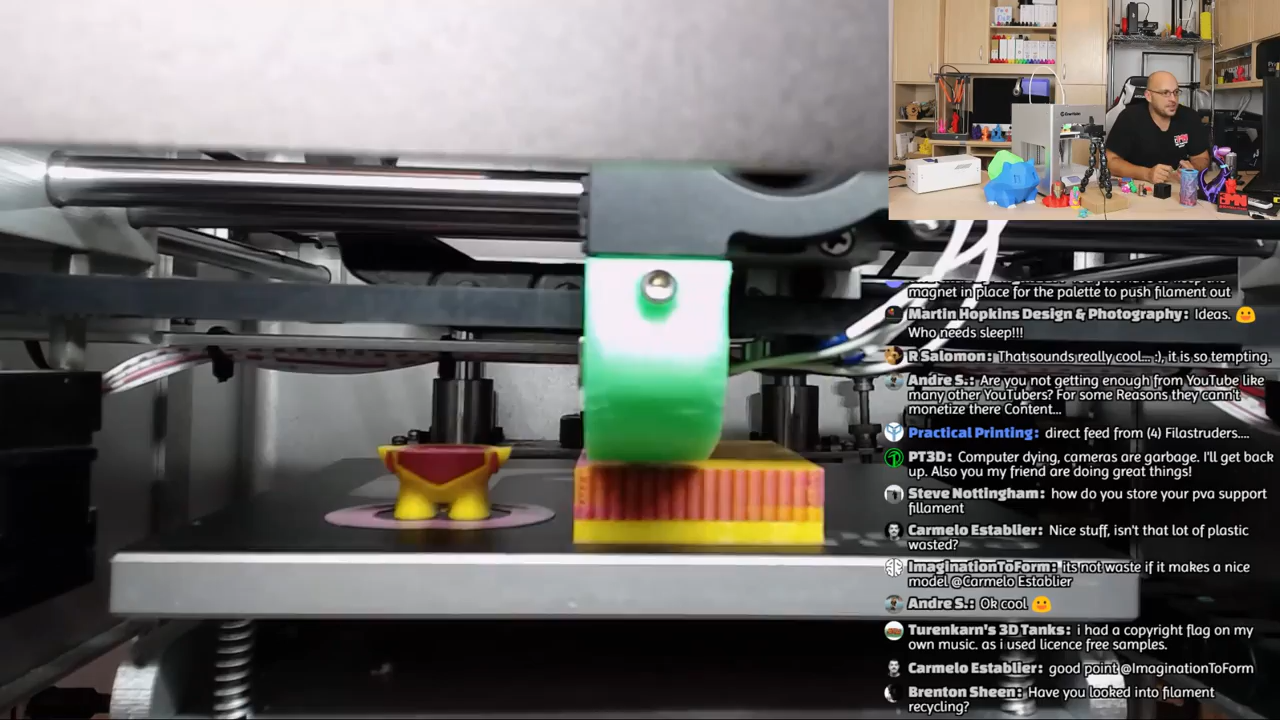 magnet in place for the palette to push filament out
Martin Hopkins Design & Photography: Ideas. 😛
Who needs sleep!!!
R Salomon: That sounds really cool... :), it is so tempting.
Andre S.: Are you not getting enough from YouTube like
many other YouTubers? For some Reasons they cann't
monetize there Content...
Practical Printing: direct feed from (4) Filastruders....
PT3D: Computer dying, cameras are garbage. I'll get back
up. Also you my friend are doing great things!
Steve Nottingham: how do you store your pva support
fillament
Carmelo Establier: Nice stuff, isn't that lot of plastic
wasted?
ImaginationToForm: its not waste if it makes a nice
model @Carmelo Establier
Andre S.: Ok cool 😛
Turenkarn's 3D Tanks: i had a copyright flag on my
own music. as i used licence free samples.
Carmelo Establier: good point @ImaginationToForm
Brenton Sheen: Have you looked into filament
recycling?